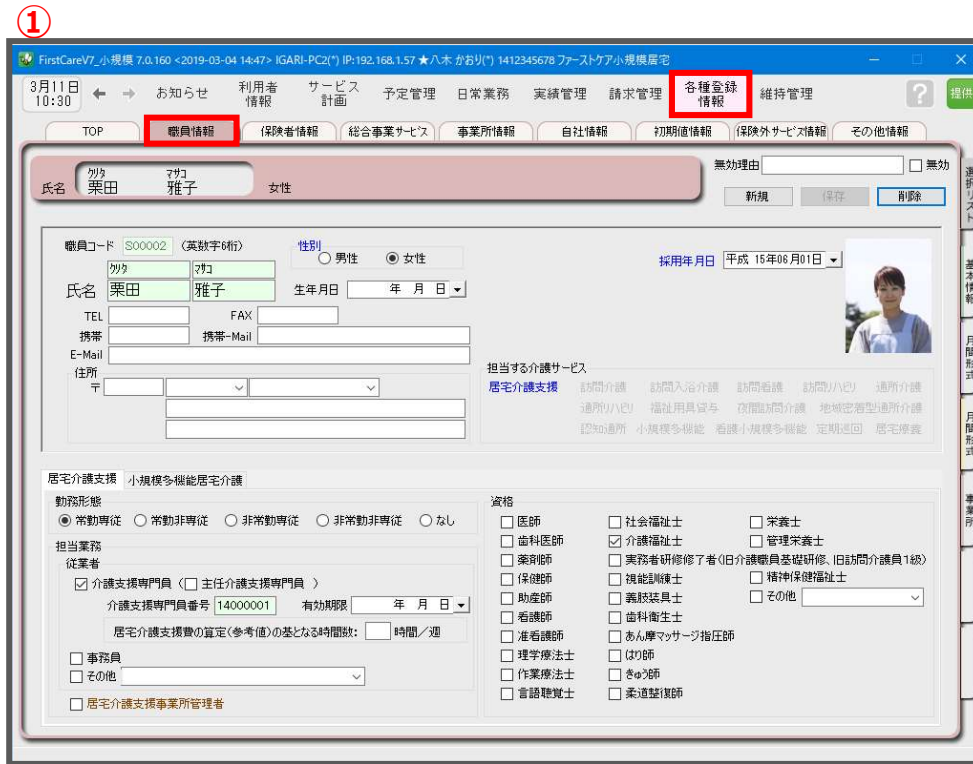 ①
FirstCareV7_小規模 7.0.160 <2019-03-04 14:47> IGARI-PC2(*) IP:192.168.1.57 ★八木 かおり(*) 1412345678 ファーストケア小規模居宅
3月11日 10:30 ← → お知らせ 利用者情報 サービス計画 予定管理 日常業務 実績管理 請求管理 各種登録情報 維持管理 ? 提供
TOP 職員情報 保険者情報 総合事業サービス 事業所情報 自社情報 初期値情報 保険外サービス情報 その他情報
無効理由 無効
クリタ マサコ
氏名 栗田 雅子 女性
新規 保存 削除
職員コード S00002 (英数字6桁) 性別 男性 女性
採用年月日 平成 15年06月01日
クリタ マサコ
氏名 栗田 雅子 生年月日 年 月 日
TEL FAX
携帯 携帯-Mail
E-Mail
住所
〒
担当する介護サービス
居宅介護支援 訪問介護 訪問入浴介護 訪問看護 訪問リハビリ 通所介護
通所リハビリ 福祉用具貸与 夜間訪問介護 地域密着型通所介護
認知通所 小規模多機能 看護小規模多機能 定期巡回 居宅療養
居宅介護支援 小規模多機能居宅介護
勤務形態
常勤専従 常勤非専従 非常勤専従 非常勤非専従 なし
担当業務
従業者
介護支援専門員 ( 主任介護支援専門員 )
介護支援専門員番号 14000001 有効期限 年 月 日
居宅介護支援費の算定(参考値)の基となる時間数: 時間/週
事務員
その他
居宅介護支援事業所管理者
資格
医師 社会福祉士 栄養士
歯科医師 介護福祉士 管理栄養士
薬剤師 実務者研修修了者(旧介護職員基礎研修、旧訪問介護員1級)
保健師 視能訓練士 精神保健福祉士
助産師 義肢装具士 その他
看護師 歯科衛生士
准看護師 あん摩マッサージ指圧師
理学療法士 はり師
作業療法士 きゅう師
言語聴覚士 柔道整復師
選択リスト
基本情報
月間形式
月間形式
事業所